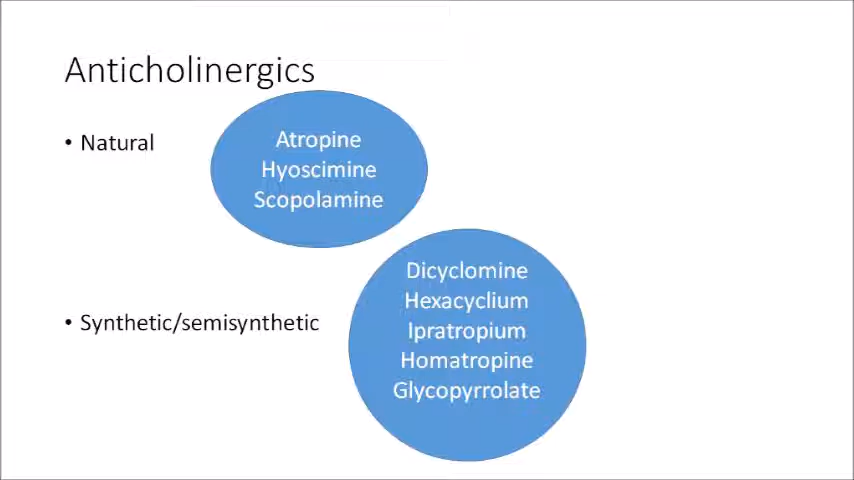 Anticholinergics
• Natural
Atropine
Hyoscimine
Scopolamine
• Synthetic/semisynthetic
Dicyclomine
Hexacyclium
Ipratropium
Homatropine
Glycopyrrolate